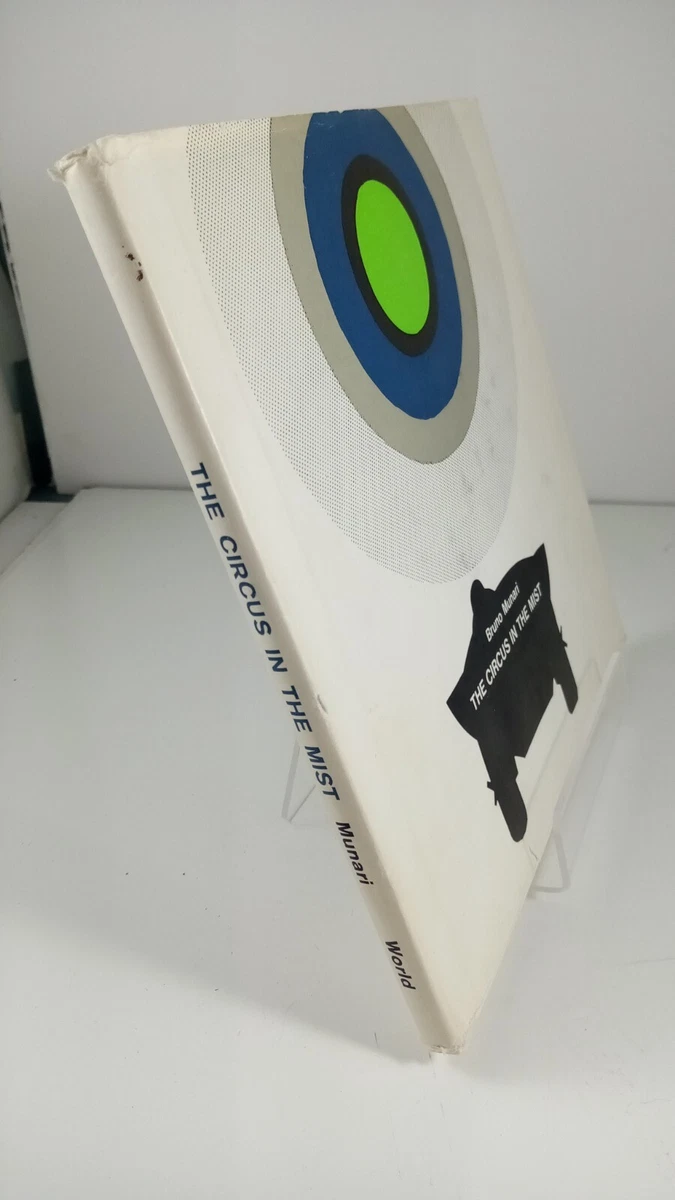 THE CIRCUS IN THE MIST Munari World
Bruno Munari
THE CIRCUS IN THE MIST